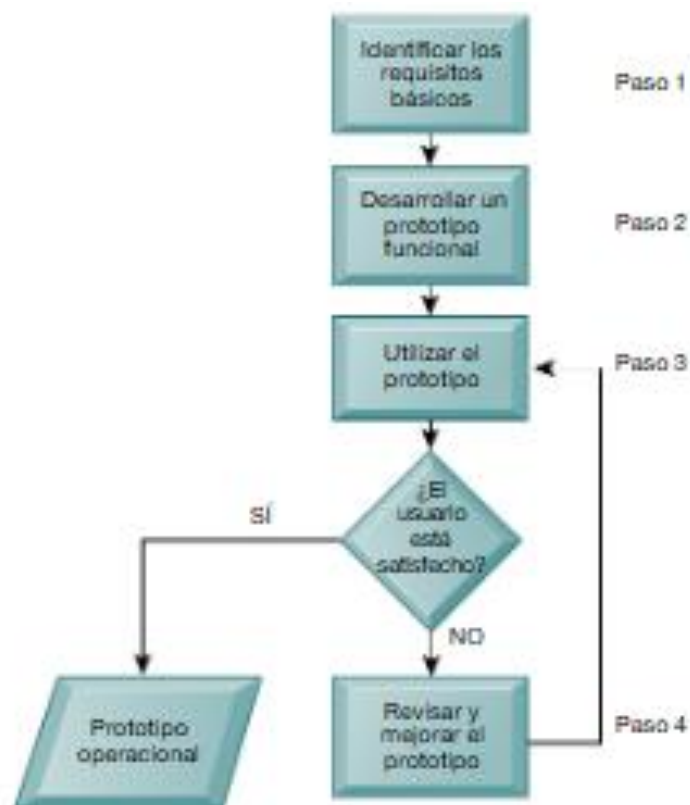 Identificar los
requisitos
básicos
Paso 1
Desarrollar un
prototipo
funcional
Paso 2
Utilizar el
prototipo
Paso 3
¿El
usuario
está
satisfecho?
SÍ
NO
Prototipo
operacional
Revisar y
mejorar el
prototipo
Paso 4